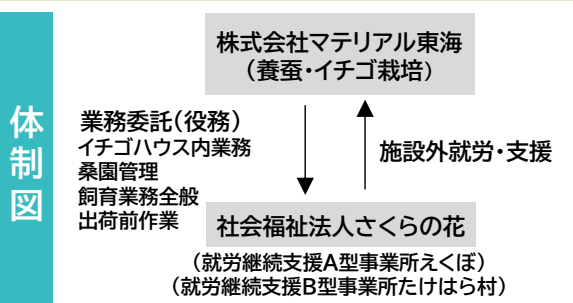 体制図
株式会社マテリアル東海
（養蚕・イチゴ栽培）
業務委託（役務）
イチゴハウス内業務
桑園管理
飼育業務全般
出荷前作業
施設外就労・支援
社会福祉法人さくらの花
（就労継続支援A型事業所えくぼ）
（就労継続支援B型事業所たけはら村）